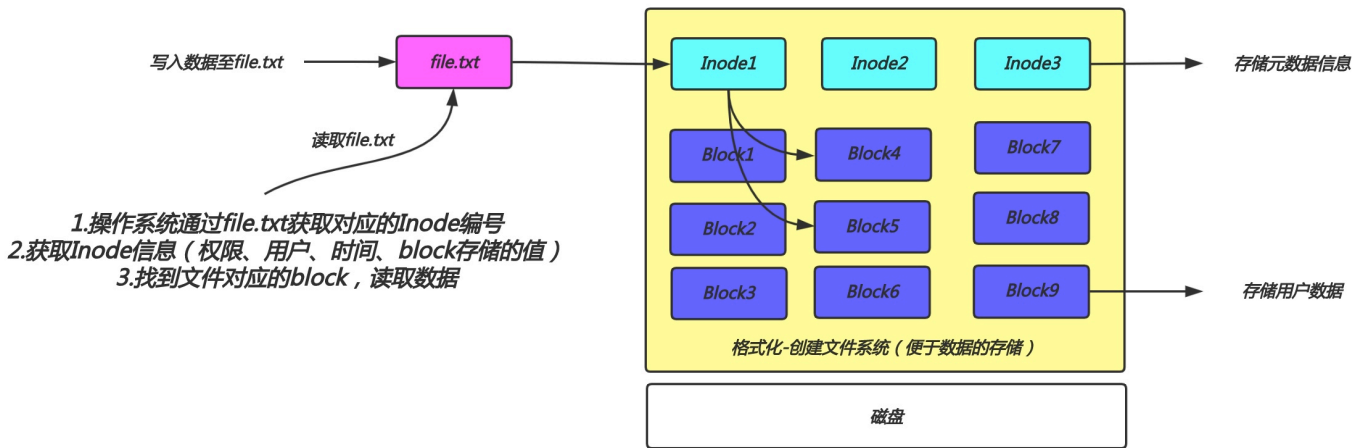 写入数据至file.txt
file.txt
Inode1
Inode2
Inode3
存储元数据信息
读取file.txt
Block1
Block4
Block7
1.操作系统通过file.txt获取对应的Inode编号
2.获取Inode信息（权限、用户、时间、block存储的值）
3.找到文件对应的block，读取数据
Block2
Block5
Block8
Block3
Block6
Block9
存储用户数据
格式化-创建文件系统（便于数据的存储）
磁盘